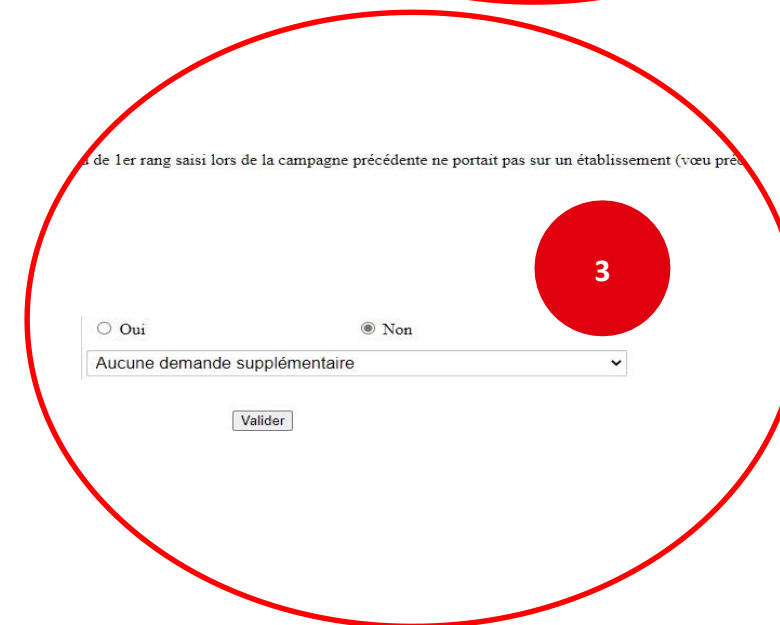 de 1er rang saisi lors de la campagne précédente ne portait pas sur un établissement (vœu
3
Oui Non
Aucune demande supplémentaire
Valider